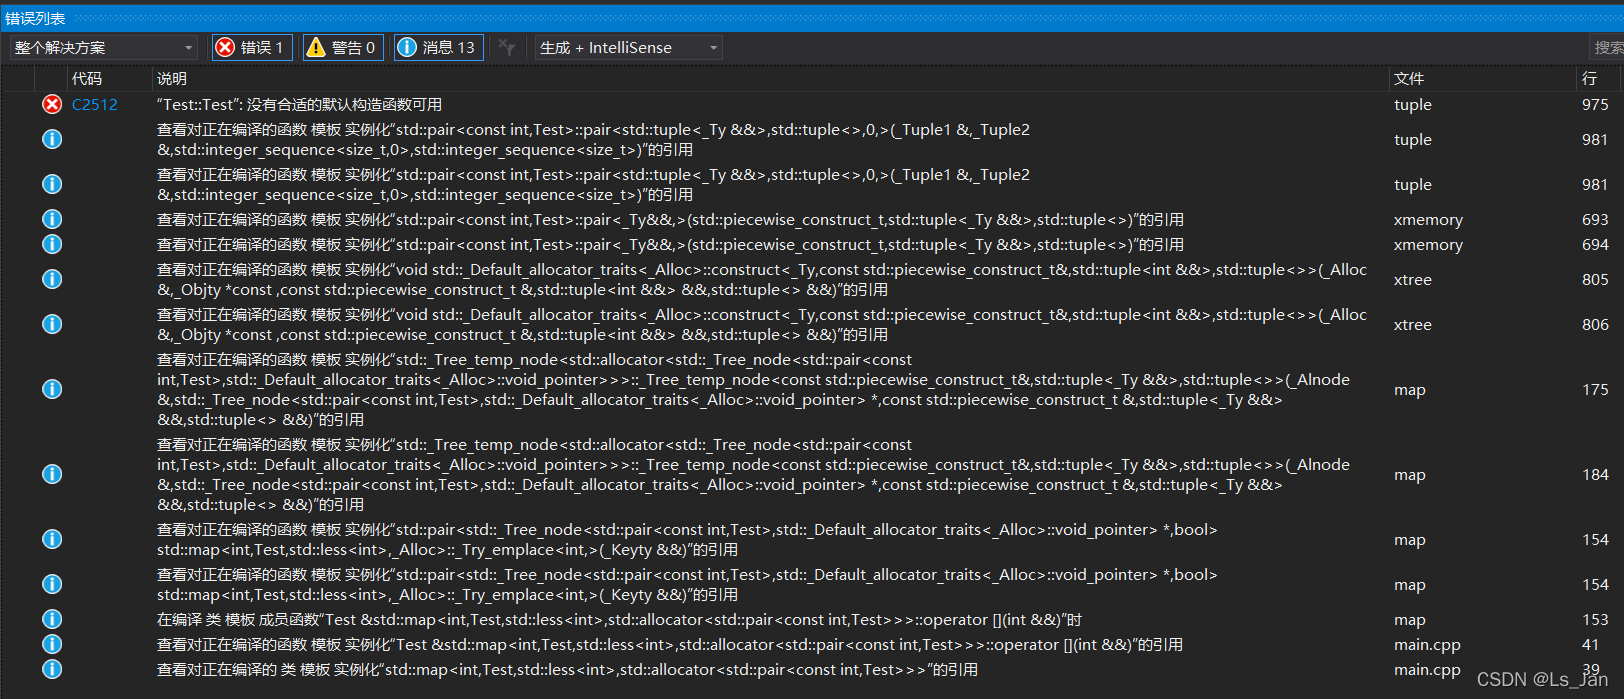 错误列表
整个解决方案 错误 1 警告 0 消息 13 生成 + IntelliSense 搜索
代码 说明 文件 行
C2512 “Test::Test”: 没有合适的默认构造函数可用 tuple 975
查看对正在编译的函数 模板 实例化“std::pair<const int,Test>::pair<std::tuple<_Ty &&>,std::tuple<>,0,>(_Tuple1 &,_Tuple2
&,std::integer_sequence<size_t,0>,std::integer_sequence<size_t>)”的引用 tuple 981
查看对正在编译的函数 模板 实例化“std::pair<const int,Test>::pair<std::tuple<_Ty &&>,std::tuple<>,0,>(_Tuple1 &,_Tuple2
&,std::integer_sequence<size_t,0>,std::integer_sequence<size_t>)”的引用 tuple 981
查看对正在编译的函数 模板 实例化“std::pair<const int,Test>::pair<_Ty&&,>(std::piecewise_construct_t,std::tuple<_Ty &&>,std::tuple<>)”的引用 xmemory 693
查看对正在编译的函数 模板 实例化“std::pair<const int,Test>::pair<_Ty&&,>(std::piecewise_construct_t,std::tuple<_Ty &&>,std::tuple<>)”的引用 xmemory 694
查看对正在编译的函数 模板 实例化“void std::_Default_allocator_traits<_Alloc>::construct<_Ty,const std::piecewise_construct_t&,std::tuple<int &&>,std::tuple<>>(_Alloc
&,_Objty *const ,const std::piecewise_construct_t &,std::tuple<int &&> &&,std::tuple<> &&)”的引用 xtree 805
查看对正在编译的函数 模板 实例化“void std::_Default_allocator_traits<_Alloc>::construct<_Ty,const std::piecewise_construct_t&,std::tuple<int &&>,std::tuple<>>(_Alloc
&,_Objty *const ,const std::piecewise_construct_t &,std::tuple<int &&> &&,std::tuple<> &&)”的引用 xtree 806
查看对正在编译的函数 模板 实例化“std::_Tree_temp_node<std::allocator<std::_Tree_node<std::pair<const
int,Test>,std::_Default_allocator_traits<_Alloc>::void_pointer>>>::_Tree_temp_node<const std::piecewise_construct_t&,std::tuple<_Ty &&>,std::tuple<>>(_Alnode
&,std::_Tree_node<std::pair<const int,Test>,std::_Default_allocator_traits<_Alloc>::void_pointer> *,const std::piecewise_construct_t &,std::tuple<_Ty &&>
&&,std::tuple<> &&)”的引用 map 175
查看对正在编译的函数 模板 实例化“std::_Tree_temp_node<std::allocator<std::_Tree_node<std::pair<const
int,Test>,std::_Default_allocator_traits<_Alloc>::void_pointer>>>::_Tree_temp_node<const std::piecewise_construct_t&,std::tuple<_Ty &&>,std::tuple<>>(_Alnode
&,std::_Tree_node<std::pair<const int,Test>,std::_Default_allocator_traits<_Alloc>::void_pointer> *,const std::piecewise_construct_t &,std::tuple<_Ty &&>
&&,std::tuple<> &&)”的引用 map 184
查看对正在编译的函数 模板 实例化“std::pair<std::_Tree_node<std::pair<const int,Test>,std::_Default_allocator_traits<_Alloc>::void_pointer> *,bool>
std::map<int,Test,std::less<int>,_Alloc>::_Try_emplace<int,>(_Keyty &&)”的引用 map 154
查看对正在编译的函数 模板 实例化“std::pair<std::_Tree_node<std::pair<const int,Test>,std::_Default_allocator_traits<_Alloc>::void_pointer> *,bool>
std::map<int,Test,std::less<int>,_Alloc>::_Try_emplace<int,>(_Keyty &&)”的引用 map 154
在编译 类 模板 成员函数“Test &std::map<int,Test,std::less<int>,std::allocator<std::pair<const int,Test>>>::operator [](int &&)”时 map 153
查看对正在编译的函数 模板 实例化“Test &std::map<int,Test,std::less<int>,std::allocator<std::pair<const int,Test>>>::operator [](int &&)”的引用 main.cpp 41
查看对正在编译的 类 模板 实例化“std::map<int,Test,std::less<int>,std::allocator<std::pair<const int,Test>>>”的引用 main.cpp 39
CSDN @Ls_Jan